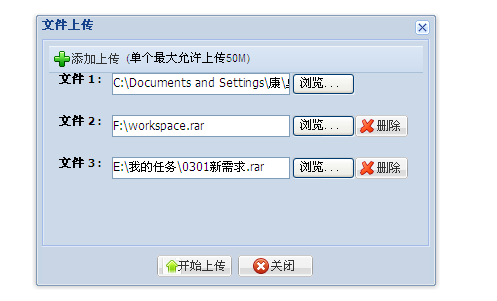 文件上传
添加上传 (单个最大允许上传50M)
文件 1： C:\Documents and Settings\康\ 浏览...
文件 2： F:\workspace.rar 浏览... 删除
文件 3： E:\我的任务\0301新需求.rar 浏览... 删除
开始上传 关闭